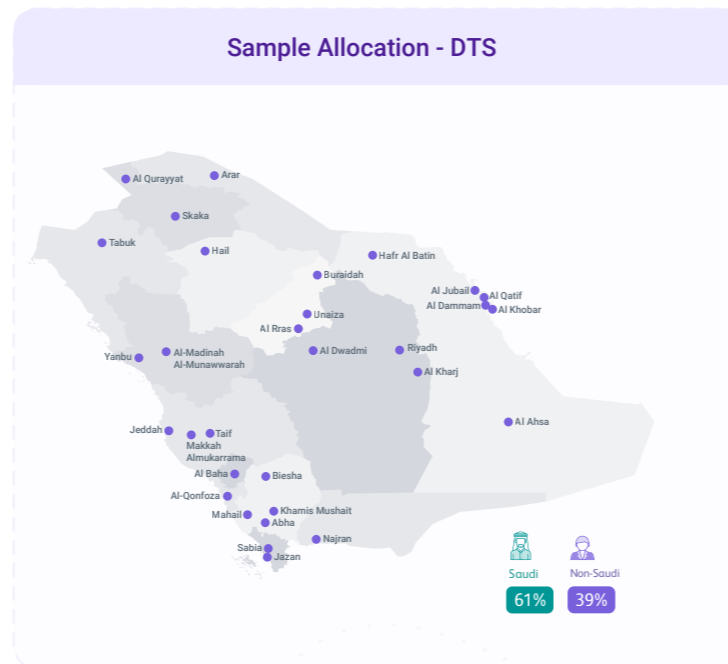 Sample Allocation - DTS
Al Qurayyat
Arar
Skaka
Tabuk
Hail
Hafr Al Batin
Buraidah
Al Jubail
Al Qatif
Al Dammam
Al Khobar
Unaiza
Al Rras
Al Dwadmi
Riyadh
Yanbu
Al-Madinah
Al-Munawwarah
Al Kharj
Al Ahsa
Jeddah
Taif
Makkah
Almukarrama
Al Baha
Biesha
Al-Qonfoza
Mahail
Khamis Mushait
Abha
Najran
Sabia
Jazan
Saudi
Non-Saudi
61%
39%